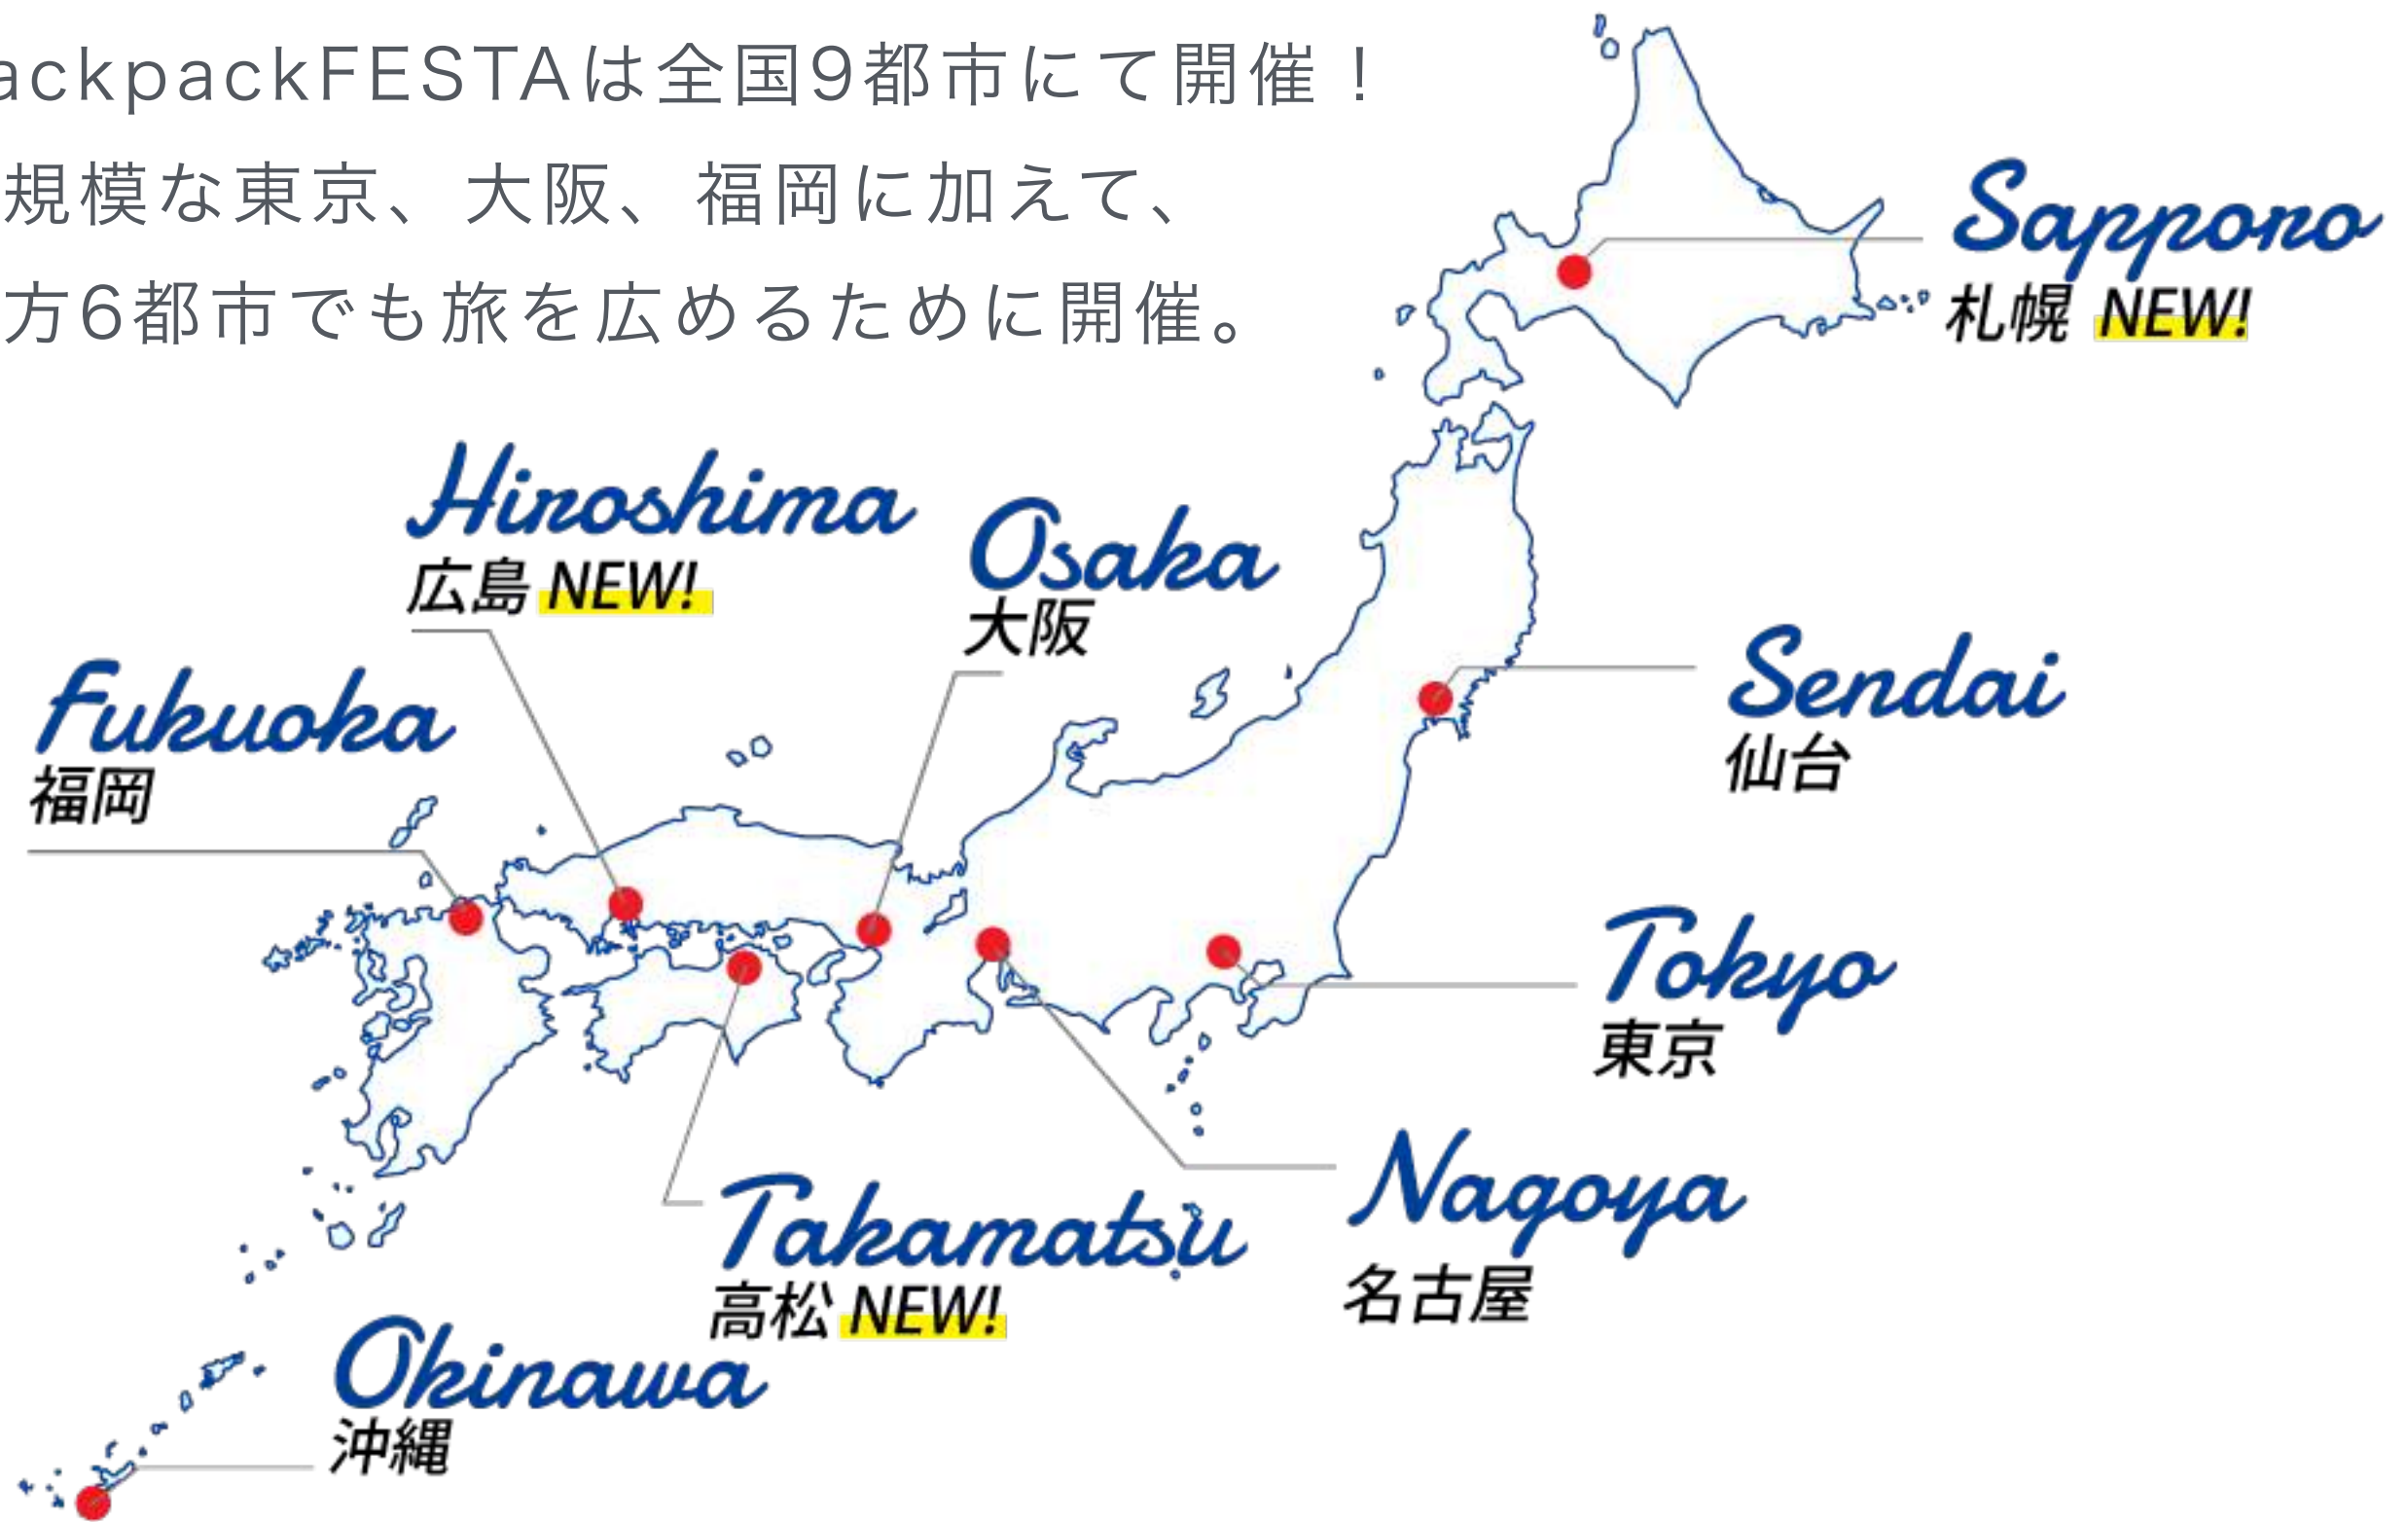 ackpackFESTAは全国9都市にて開催！
規模な東京、大阪、福岡に加えて、
方6都市でも旅を広めるために開催。
Sapporo
札幌 NEW!
Hiroshima
広島 NEW!
Osaka
大阪
Sendai
仙台
Fukuoka
福岡
Tokyo
東京
Nagoya
名古屋
Takamatsu
高松 NEW!
Okinawa
沖縄